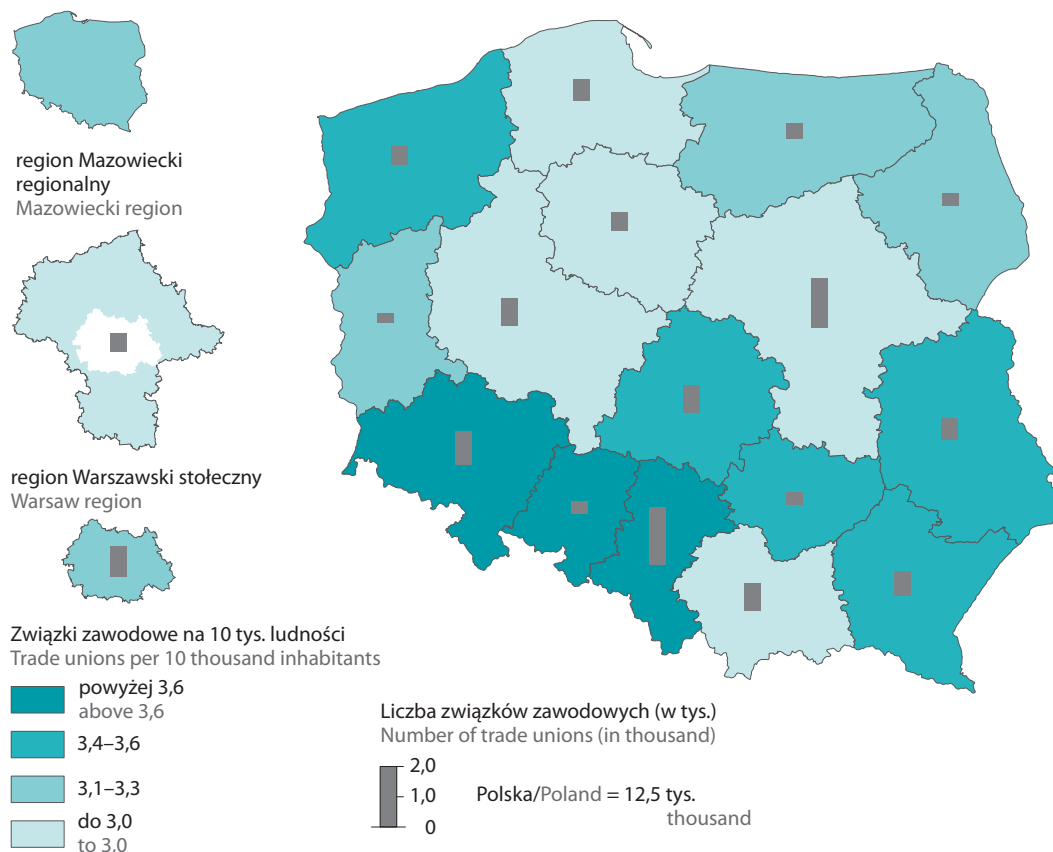 region Mazowiecki
regionalny
Mazowiecki region
region Warszawski stołeczny
Warsaw region
Związki zawodowe na 10 tys. ludności
Trade unions per 10 thousand inhabitants
powyżej 3,6
above 3,6
3,4–3,6
3,1–3,3
do 3,0
to 3,0
Liczba związków zawodowych (w tys.)
Number of trade unions (in thousand)
2,0
1,0
0
Polska/Poland = 12,5 tys.
thousand